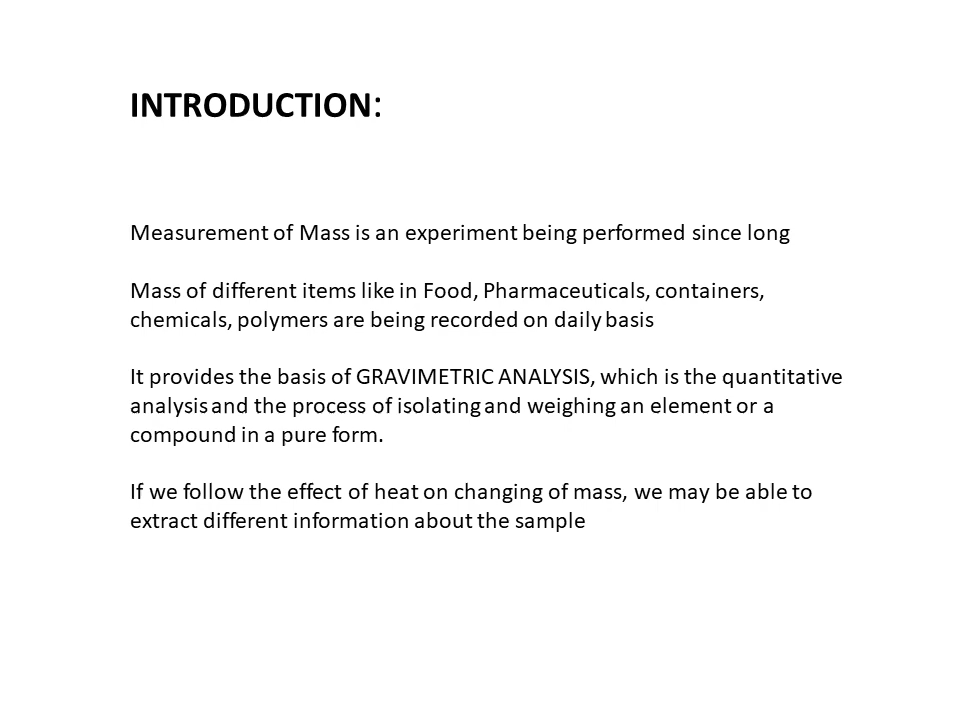 INTRODUCTION:
Measurement of Mass is an experiment being performed since long
Mass of different items like in Food, Pharmaceuticals, containers,
chemicals, polymers are being recorded on daily basis
It provides the basis of GRAVIMETRIC ANALYSIS, which is the quantitative
analysis and the process of isolating and weighing an element or a
compound in a pure form.
If we follow the effect of heat on changing of mass, we may be able to
extract different information about the sample